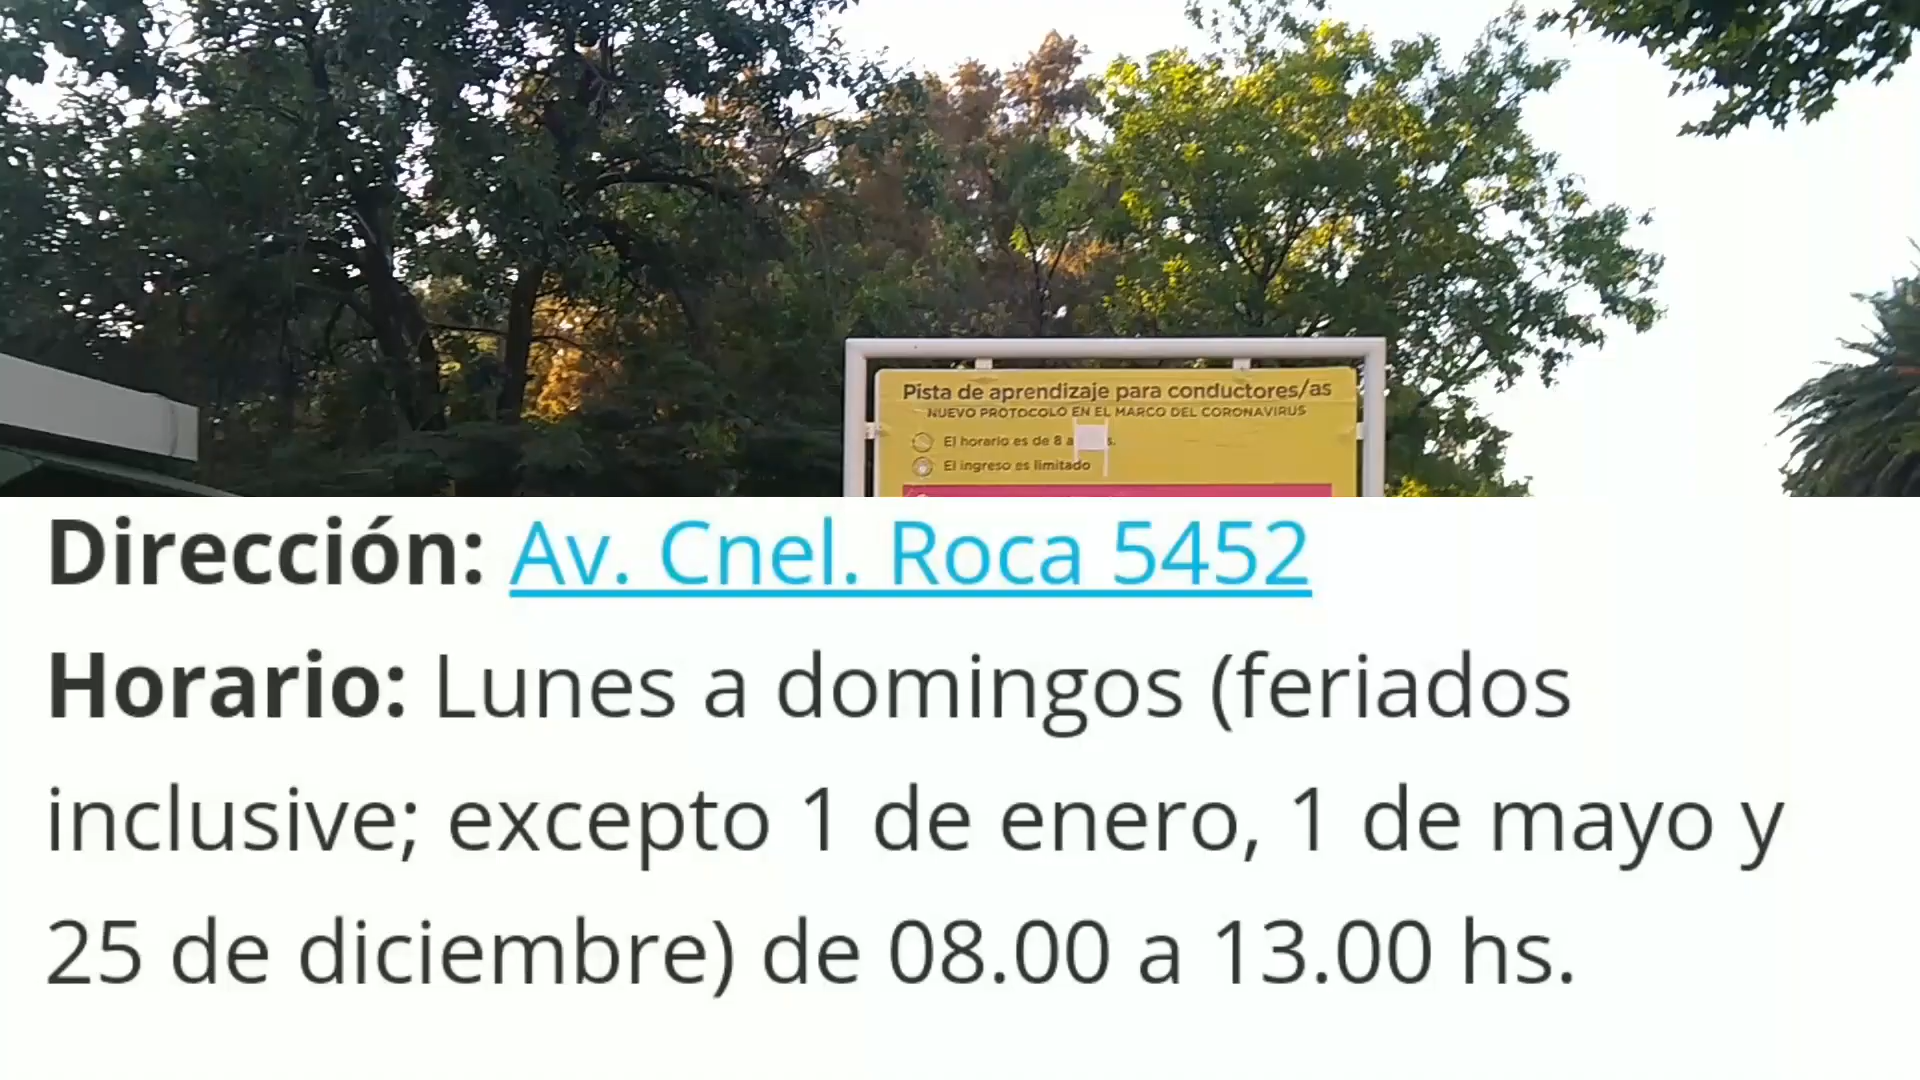 Pista de aprendizaje para conductores/as
NUEVO PROTOCOLO EN EL MARCO DEL CORONAVIRUS
El horario es de 8 a
El ingreso es limitado
Dirección: Av. Cnel. Roca 5452
Horario: Lunes a domingos (feriados
inclusive; excepto 1 de enero, 1 de mayo y
25 de diciembre) de 08.00 a 13.00 hs.